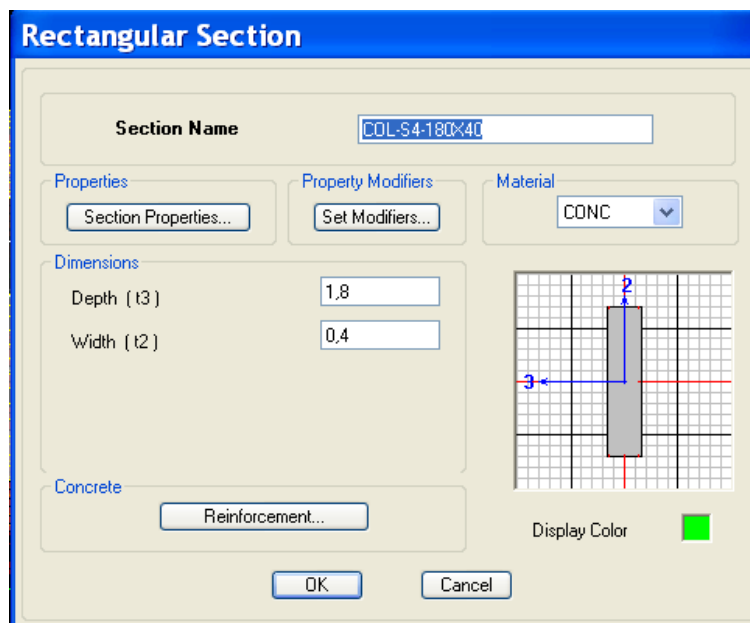 Rectangular Section
Section Name COL-S4-180X40
Properties Property Modifiers Material
Section Properties... Set Modifiers... CONC
Dimensions
Depth ( t3 ) 1,8
Width ( t2 ) 0,4
2
3
Concrete
Reinforcement...
Display Color
OK Cancel